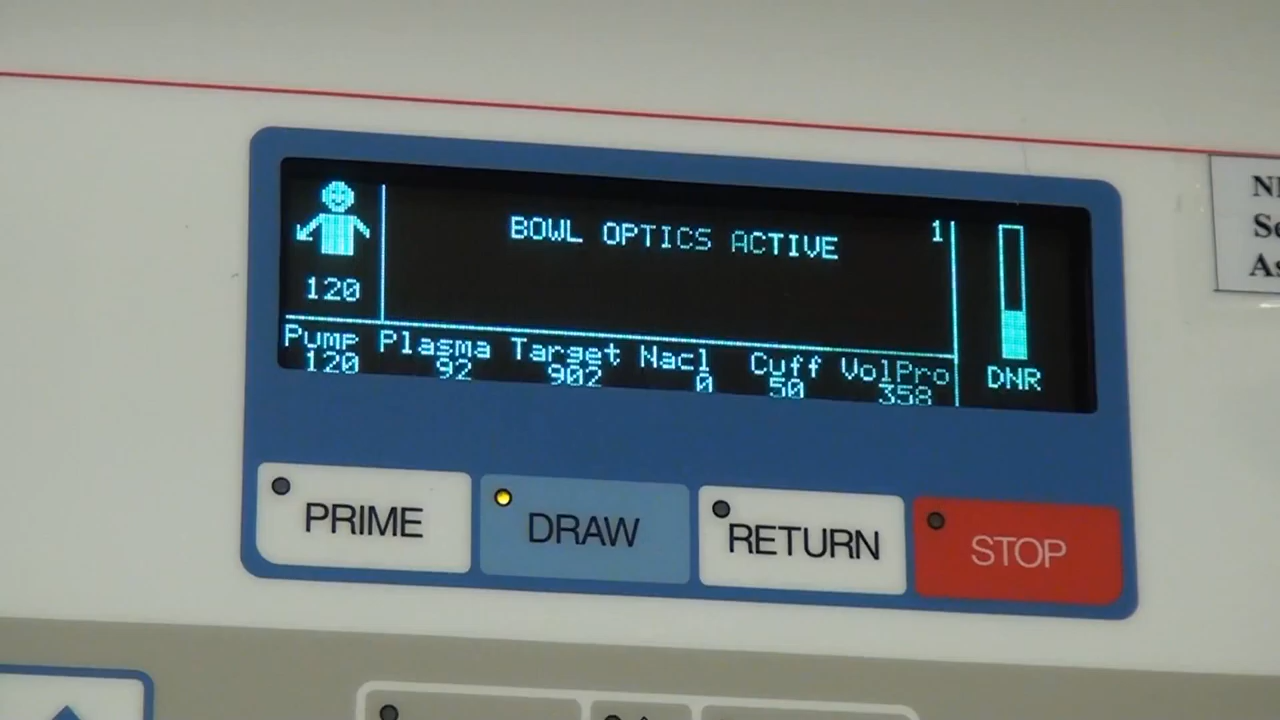 BOWL OPTICS ACTIVE 1
120
Pump Plasma Target Nacl Cuff VolPro
120 92 902 0 50 358
DNR
PRIME DRAW RETURN STOP